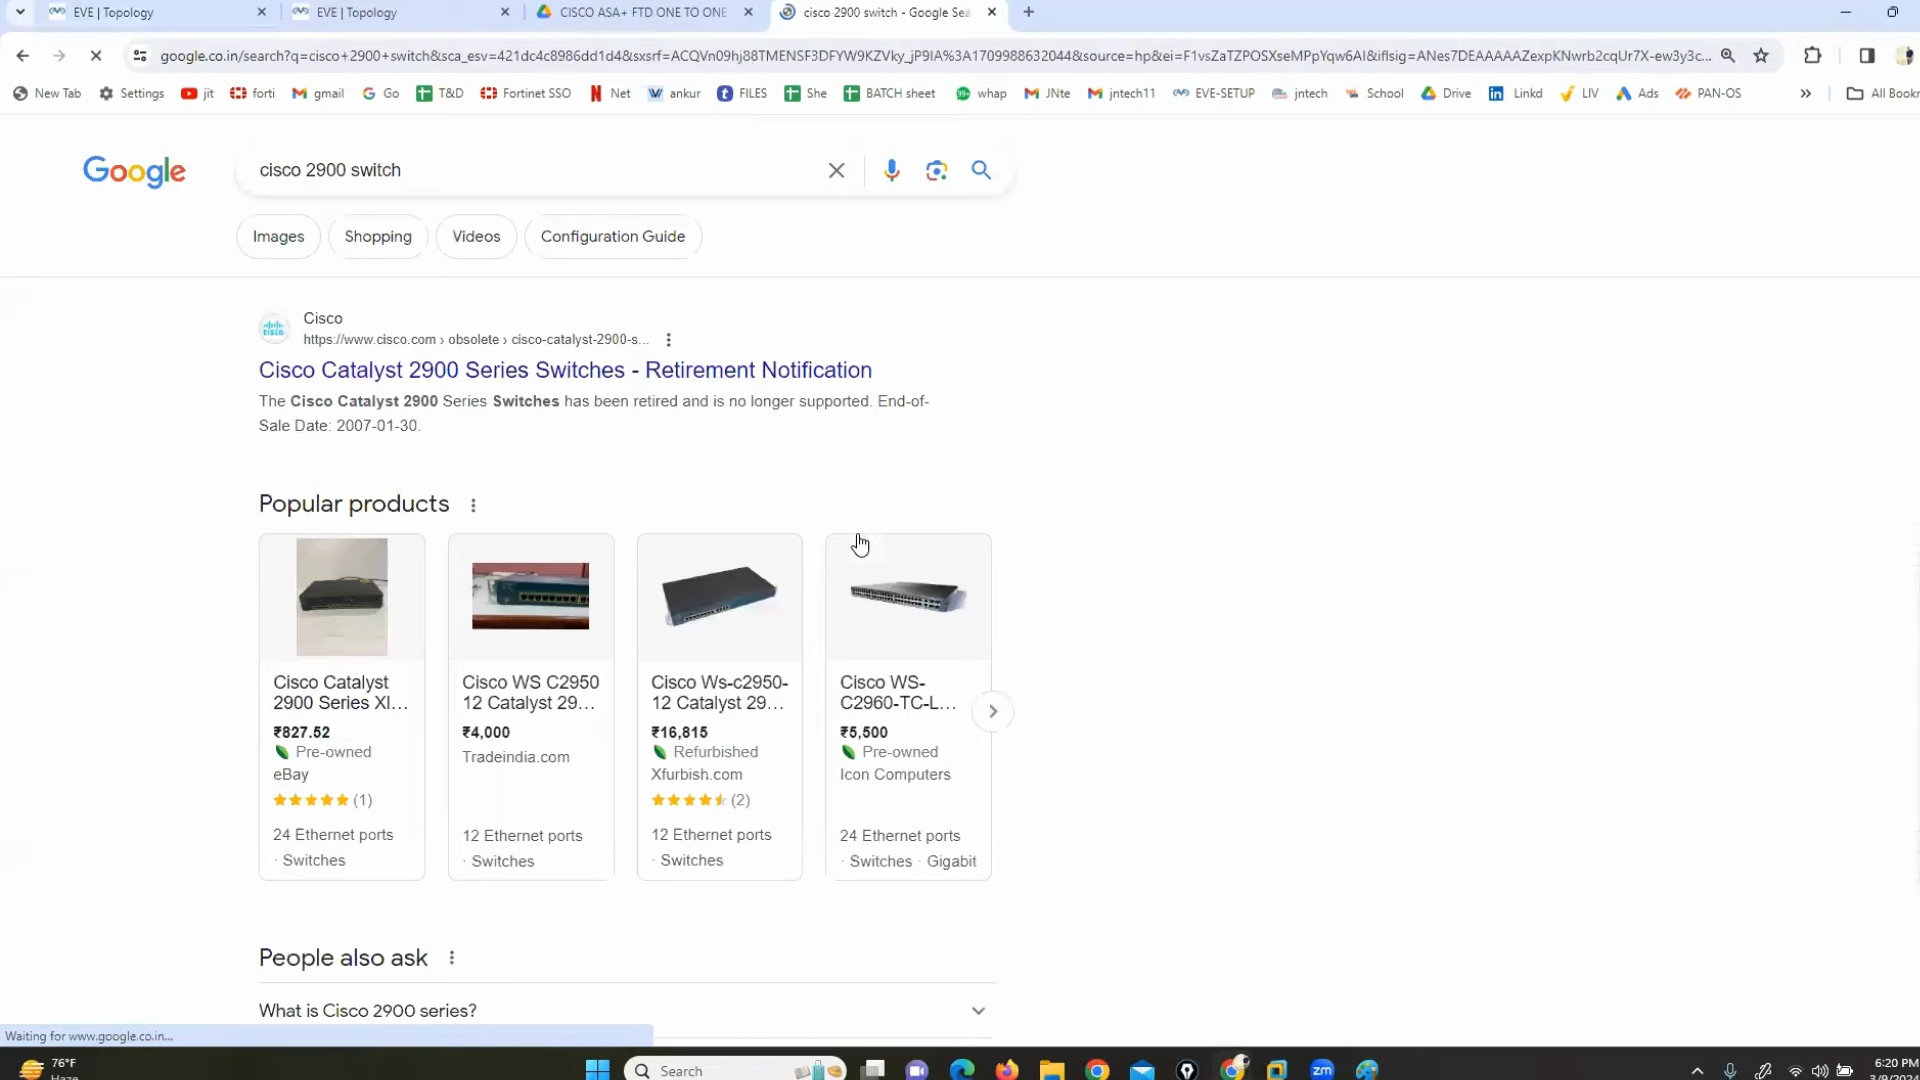 EVE | Topology
EVE | Topology
CISCO ASA+ FTD ONE TO ONE
cisco 2900 switch - Google Sea
google.co.in/search?q=cisco+2900+switch&sca_esv=421dc4c8986dd1d4&sxsrf=ACQVn09hj88TMENSF3DFYW9KZVky_jP9IA%3A1709988632044&source=hp&ei=F1vsZaTZPOSXseMPpYqw6AI&iflsig=ANes7DEAAAAAZexpKNwrb2cqUr7X-ew3y3c...
New Tab Settings jit forti gmail Go T&D Fortinet SSO Net ankur FILES She BATCH sheet whap JNte jntech11 EVE-SETUP jntech School Drive Linkd LIV Ads PAN-OS » All Bookr
Google
cisco 2900 switch
Images Shopping Videos Configuration Guide
Cisco
https://www.cisco.com › obsolete › cisco-catalyst-2900-s...
Cisco Catalyst 2900 Series Switches - Retirement Notification
The Cisco Catalyst 2900 Series Switches has been retired and is no longer supported. End-of-
Sale Date: 2007-01-30.
Popular products
Cisco Catalyst
2900 Series Xl...
₹827.52
Pre-owned
eBay
(1)
24 Ethernet ports
· Switches
Cisco WS C2950
12 Catalyst 29...
₹4,000
Tradeindia.com
12 Ethernet ports
· Switches
Cisco Ws-c2950-
12 Catalyst 29...
₹16,815
Refurbished
Xfurbish.com
(2)
12 Ethernet ports
· Switches
Cisco WS-
C2960-TC-L...
₹5,500
Pre-owned
Icon Computers
24 Ethernet ports
· Switches · Gigabit
People also ask
What is Cisco 2900 series?
Waiting for www.google.co.in...
76°F
Haze
Search
zm
6:20 PM
3/9/2024